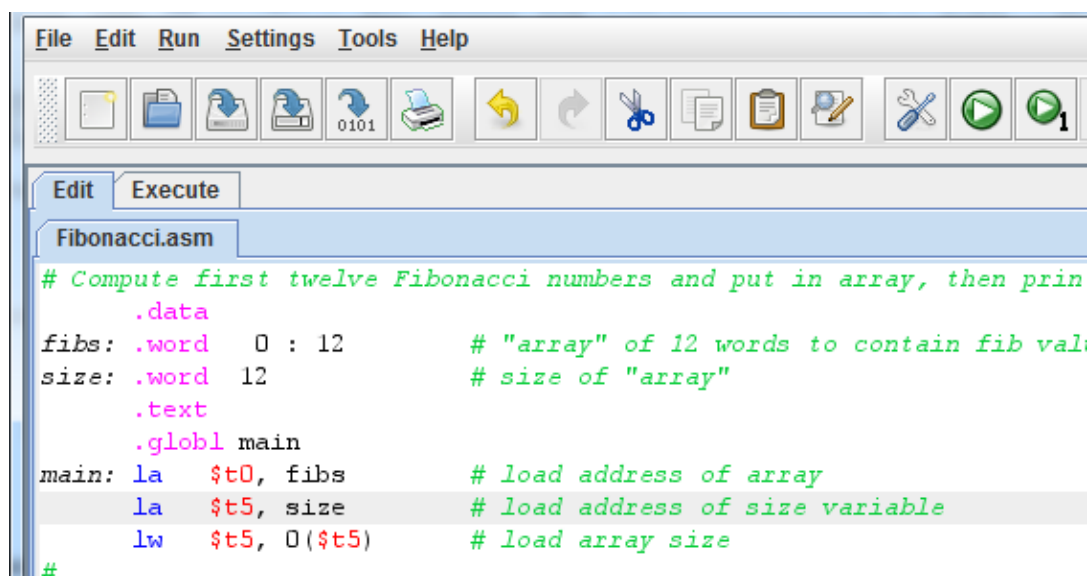 File Edit Run Settings Tools Help
0101
1
Edit Execute
Fibonacci.asm
# Compute first twelve Fibonacci numbers and put in array, then prin
.data
fibs: .word 0 : 12 # "array" of 12 words to contain fib valu
size: .word 12 # size of "array"
.text
.globl main
main: la $t0, fibs # load address of array
la $t5, size # load address of size variable
lw $t5, 0($t5) # load array size
#